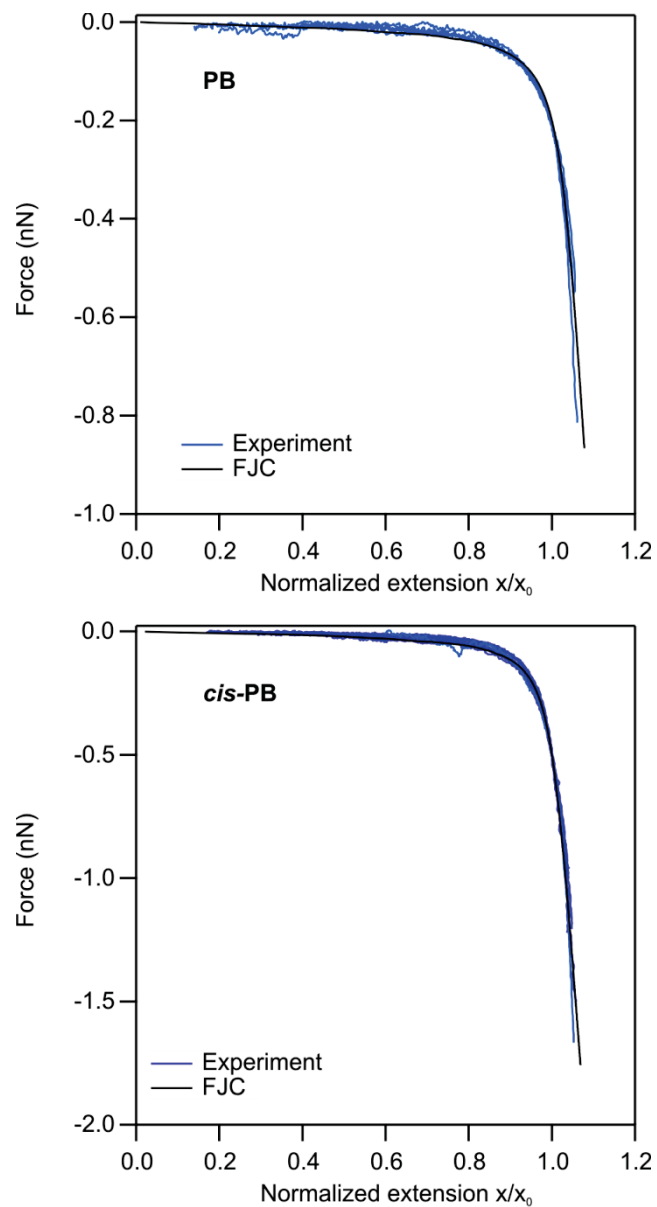 0.0
PB
-0.2
-0.4
Force (nN)
-0.6
-0.8
Experiment
FJC
-1.0
0.0 0.2 0.4 0.6 0.8 1.0 1.2
Normalized extension x/x₀
0.0
cis-PB
-0.5
Force (nN)
-1.0
-1.5
Experiment
FJC
-2.0
0.0 0.2 0.4 0.6 0.8 1.0 1.2
Normalized extension x/x₀